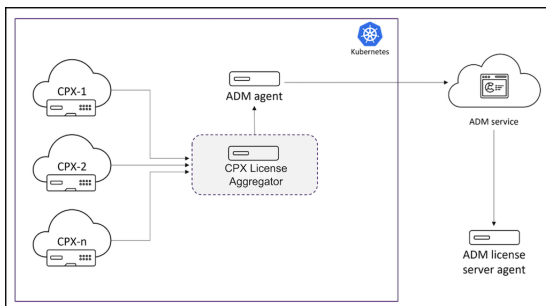 Kubernetes
CPX-1
ADM agent
CPX-2
CPX License
Aggregator
CPX-n
ADM service
ADM license
server agent